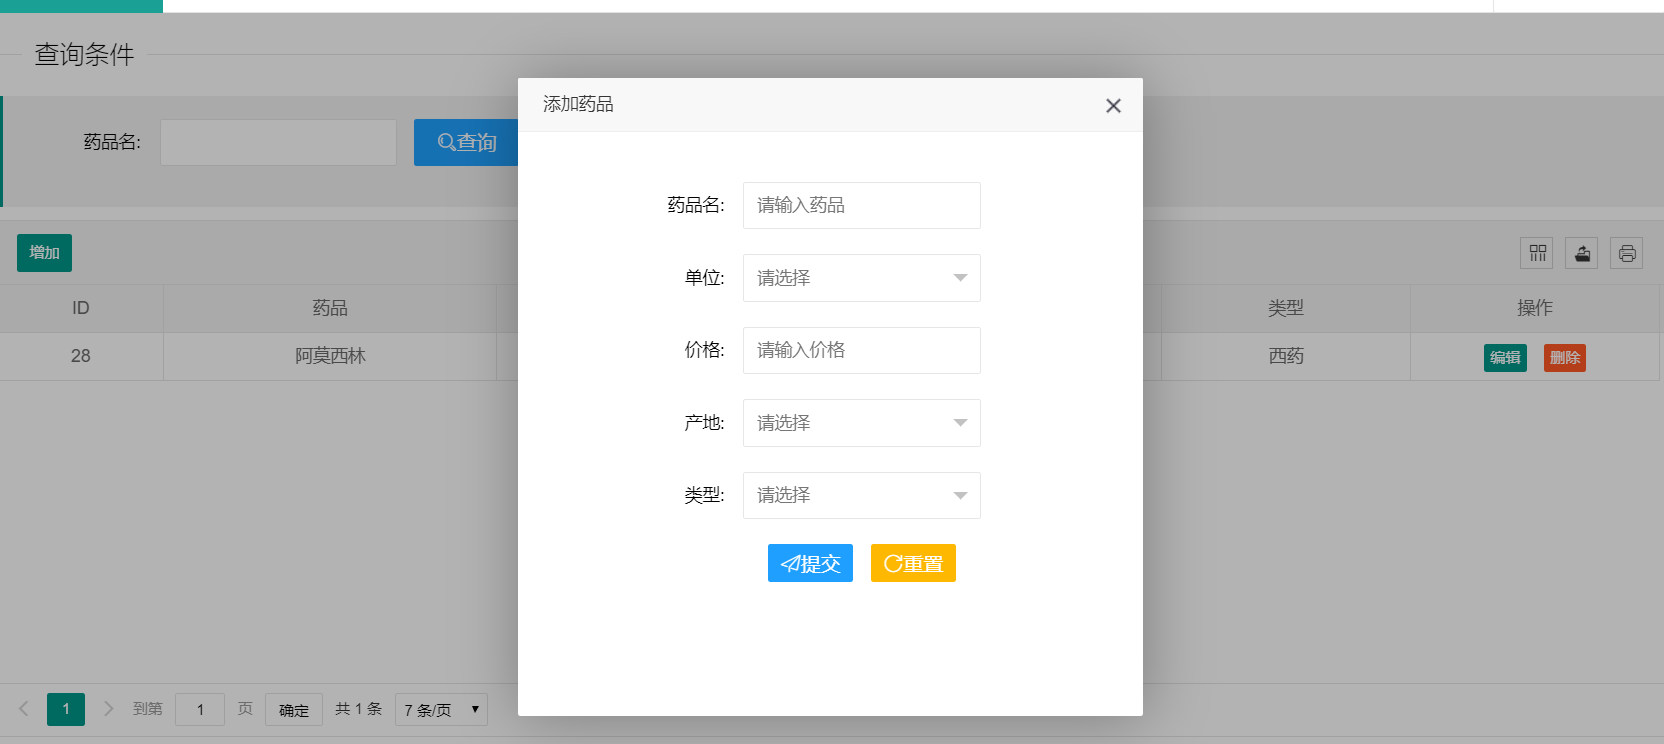 查询条件
药品名:
查询
增加
ID 药品 类型 操作
28 阿莫西林 西药 编辑 删除
1 到第 1 页 确定 共 1 条 7 条/页
添加药品
药品名: 请输入药品
单位: 请选择
价格: 请输入价格
产地: 请选择
类型: 请选择
提交 重置